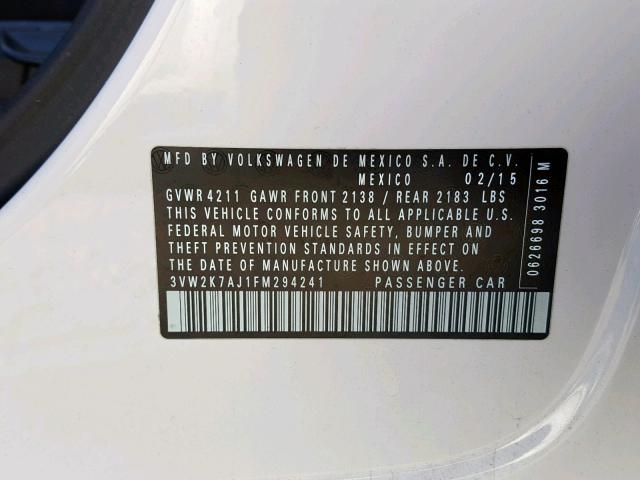 MFD BY VOLKSWAGEN DE MEXICO S.A. DE C.V.
MEXICO 02/15
GVWR 4211 GAWR FRONT 2138 / REAR 2183 LBS
THIS VEHICLE CONFORMS TO ALL APPLICABLE U.S.
FEDERAL MOTOR VEHICLE SAFETY, BUMPER AND
THEFT PREVENTION STANDARDS IN EFFECT ON
THE DATE OF MANUFACTURE SHOWN ABOVE.
3VW2K7AJ1FM294241 PASSENGER CAR
0626698 3016 M